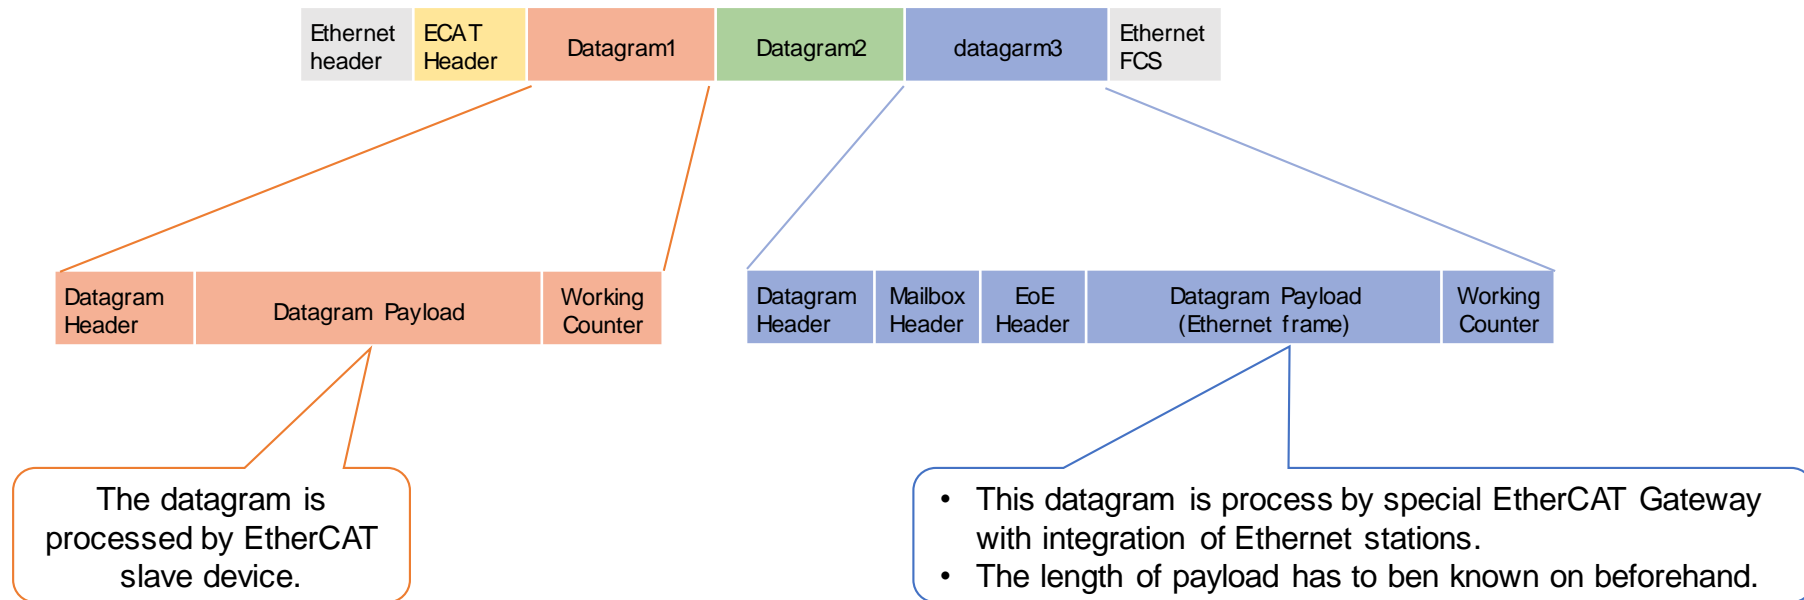 Ethernet
header
ECAT
Header
Datagram1
Datagram2
datagarm3
Ethernet
FCS
Datagram
Header
Datagram Payload
Working
Counter
Datagram
Header
Mailbox
Header
EoE
Header
Datagram Payload
(Ethernet frame)
Working
Counter
The datagram is
processed by EtherCAT
slave device.
• This datagram is process by special EtherCAT Gateway
with integration of Ethernet stations.
• The length of payload has to ben known on beforehand.